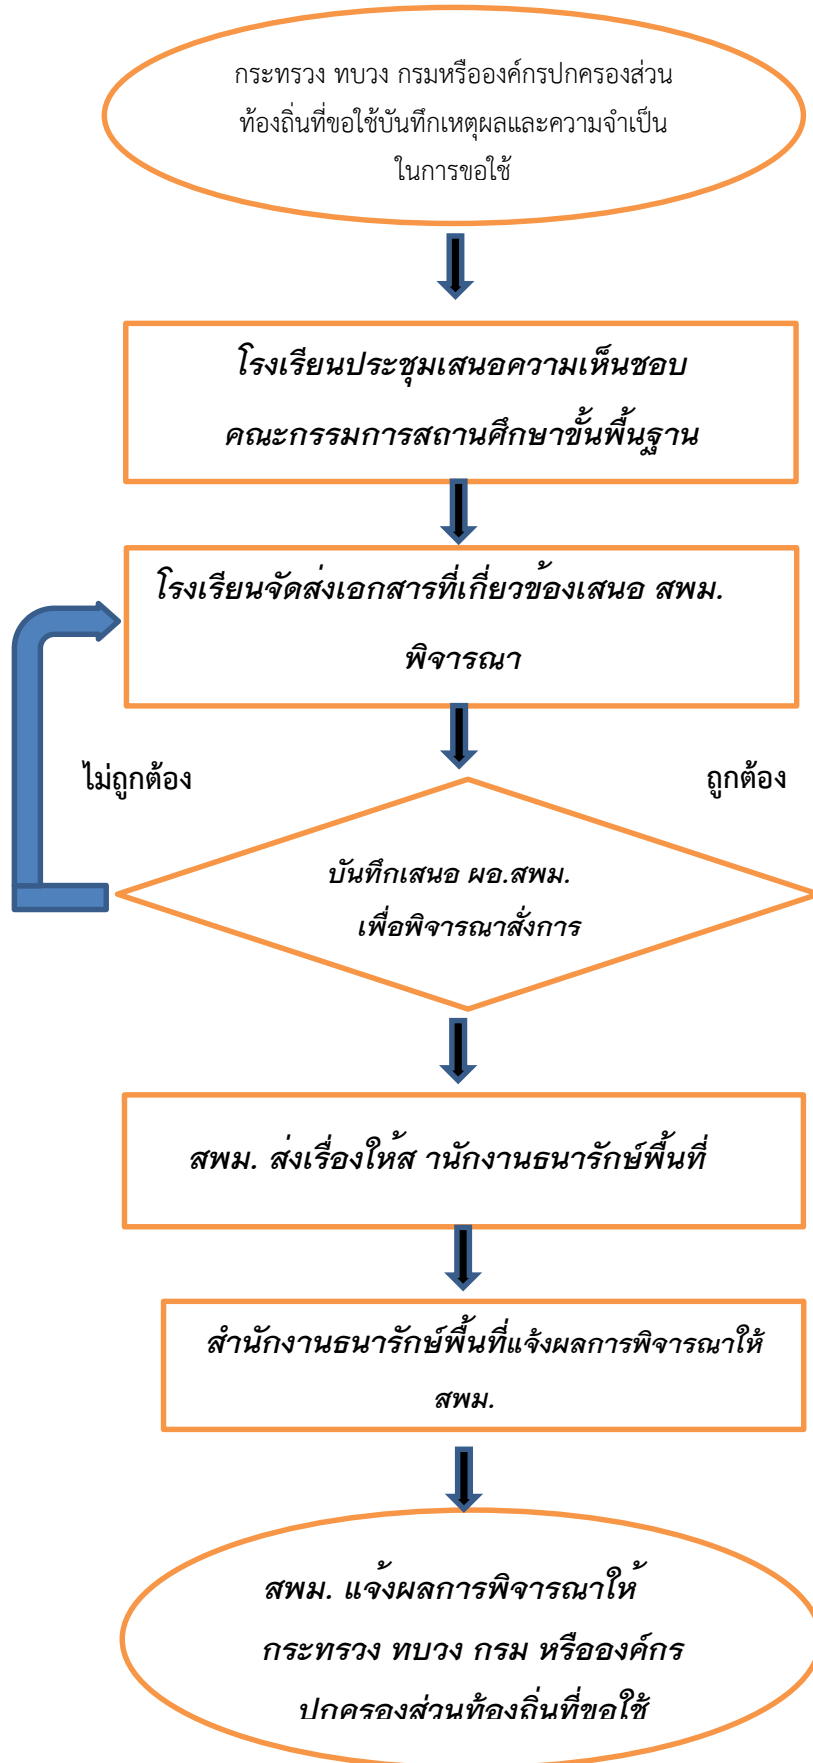 กระทรวง ทบวง กรมหรือองค์กรปกครองส่วน
ท้องถิ่นที่ขอใช้บันทึกเหตุผลและความจำเป็น
ในการขอใช้
โรงเรียนประชุมเสนอความเห็นชอบ
คณะกรรมการสถานศึกษาขั้นพื้นฐาน
โรงเรียนจัดส่งเอกสารที่เกี่ยวข้องเสนอ สพม.
พิจารณา
ไม่ถูกต้อง
ถูกต้อง
บันทึกเสนอ ผอ.สพม.
เพื่อพิจารณาสั่งการ
สพม. ส่งเรื่องให้ส านักงานธนารักษ์พื้นที่
สำนักงานธนารักษ์พื้นที่แจ้งผลการพิจารณาให้
สพม.
สพม. แจ้งผลการพิจารณาให้
กระทรวง ทบวง กรม หรือองค์กร
ปกครองส่วนท้องถิ่นที่ขอใช้